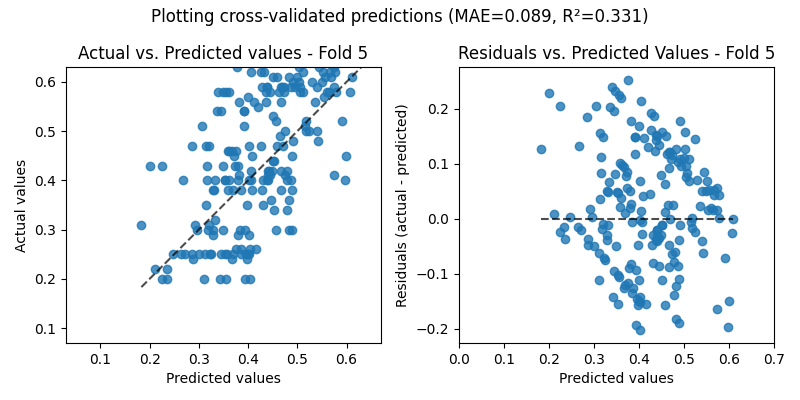 Plotting cross-validated predictions (MAE=0.089, R²=0.331)
Actual vs. Predicted values - Fold 5
Actual values
0.6
0.5
0.4
0.3
0.2
0.1
0.1 0.2 0.3 0.4 0.5 0.6
Predicted values
Residuals vs. Predicted Values - Fold 5
Residuals (actual - predicted)
0.2
0.1
0.0
−0.1
−0.2
0.0 0.1 0.2 0.3 0.4 0.5 0.6 0.7
Predicted values